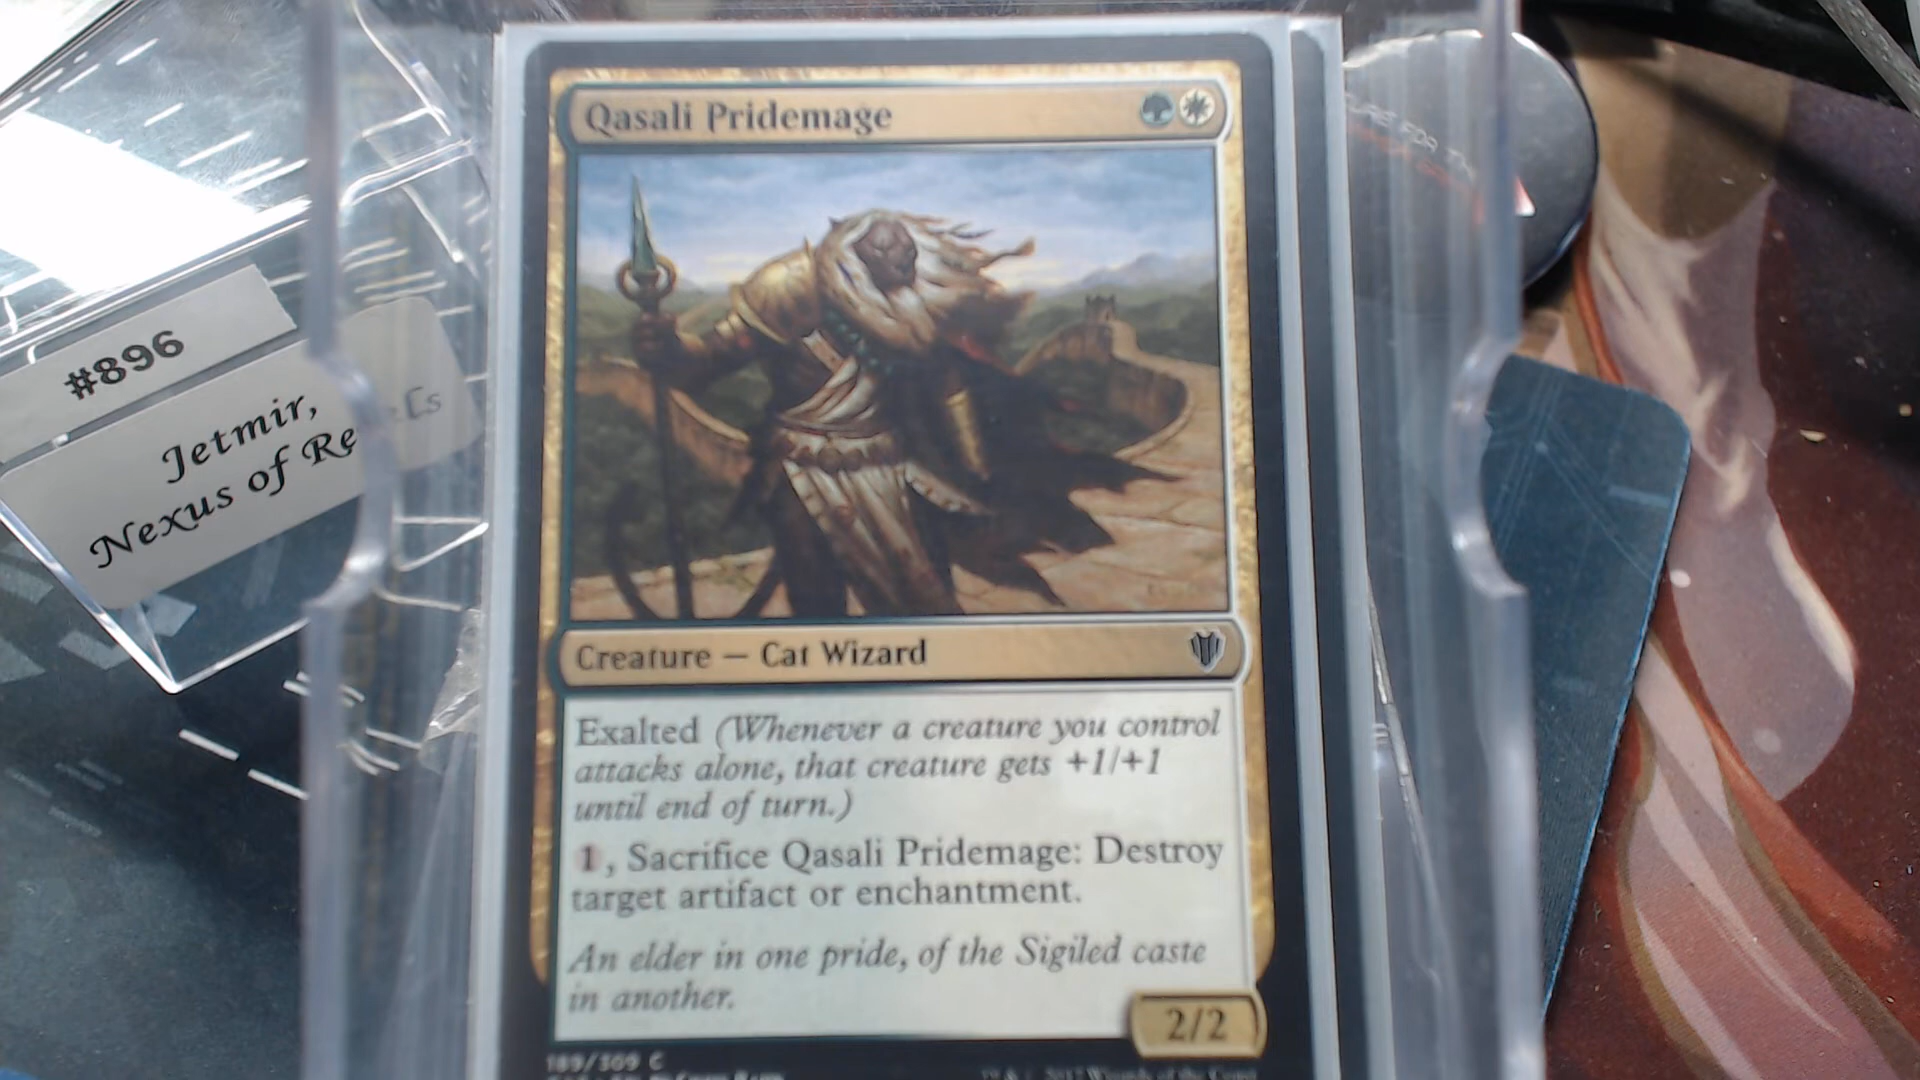 Qasali Pridemage
Creature — Cat Wizard
Exalted (Whenever a creature you control
attacks alone, that creature gets +1/+1
until end of turn.)
1, Sacrifice Qasali Pridemage: Destroy
target artifact or enchantment.
An elder in one pride, of the Sigiled caste
in another.
2/2
189/309 C
#896
Jetmir,
Nexus of Revels